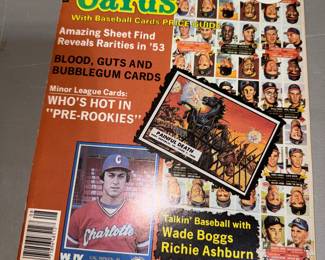 Cards
With Baseball Cards PRICE GUIDE
Amazing Sheet Find
Reveals Rarities in '53
BLOOD, GUTS AND
BUBBLEGUM CARDS
Minor League Cards:
WHO'S HOT IN
"PRE-ROOKIES"
PAINFUL DEATH
C
Charlotte
Talkin' Baseball with
Wade Boggs
Richie Ashburn